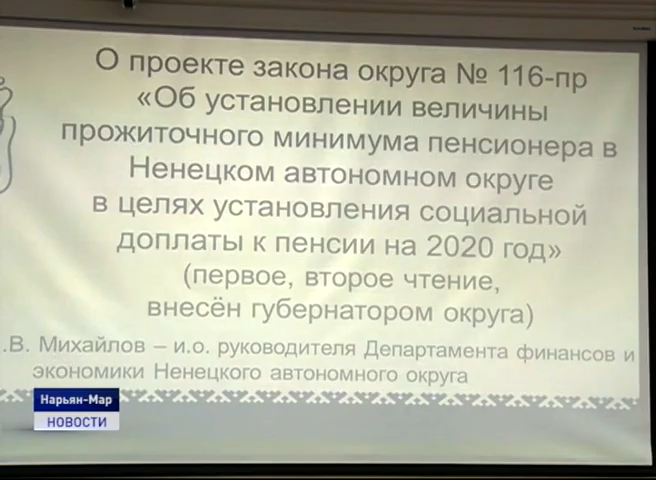 О проекте закона округа № 116-пр
«Об установлении величины
прожиточного минимума пенсионера в
Ненецком автономном округе
в целях установления социальной
доплаты к пенсии на 2020 год»
(первое, второе чтение,
внесён губернатором округа)
.В. Михайлов – и.о. руководителя Департамента финансов и
экономики Ненецкого автономного округа
Нарьян-Мар
НОВОСТИ